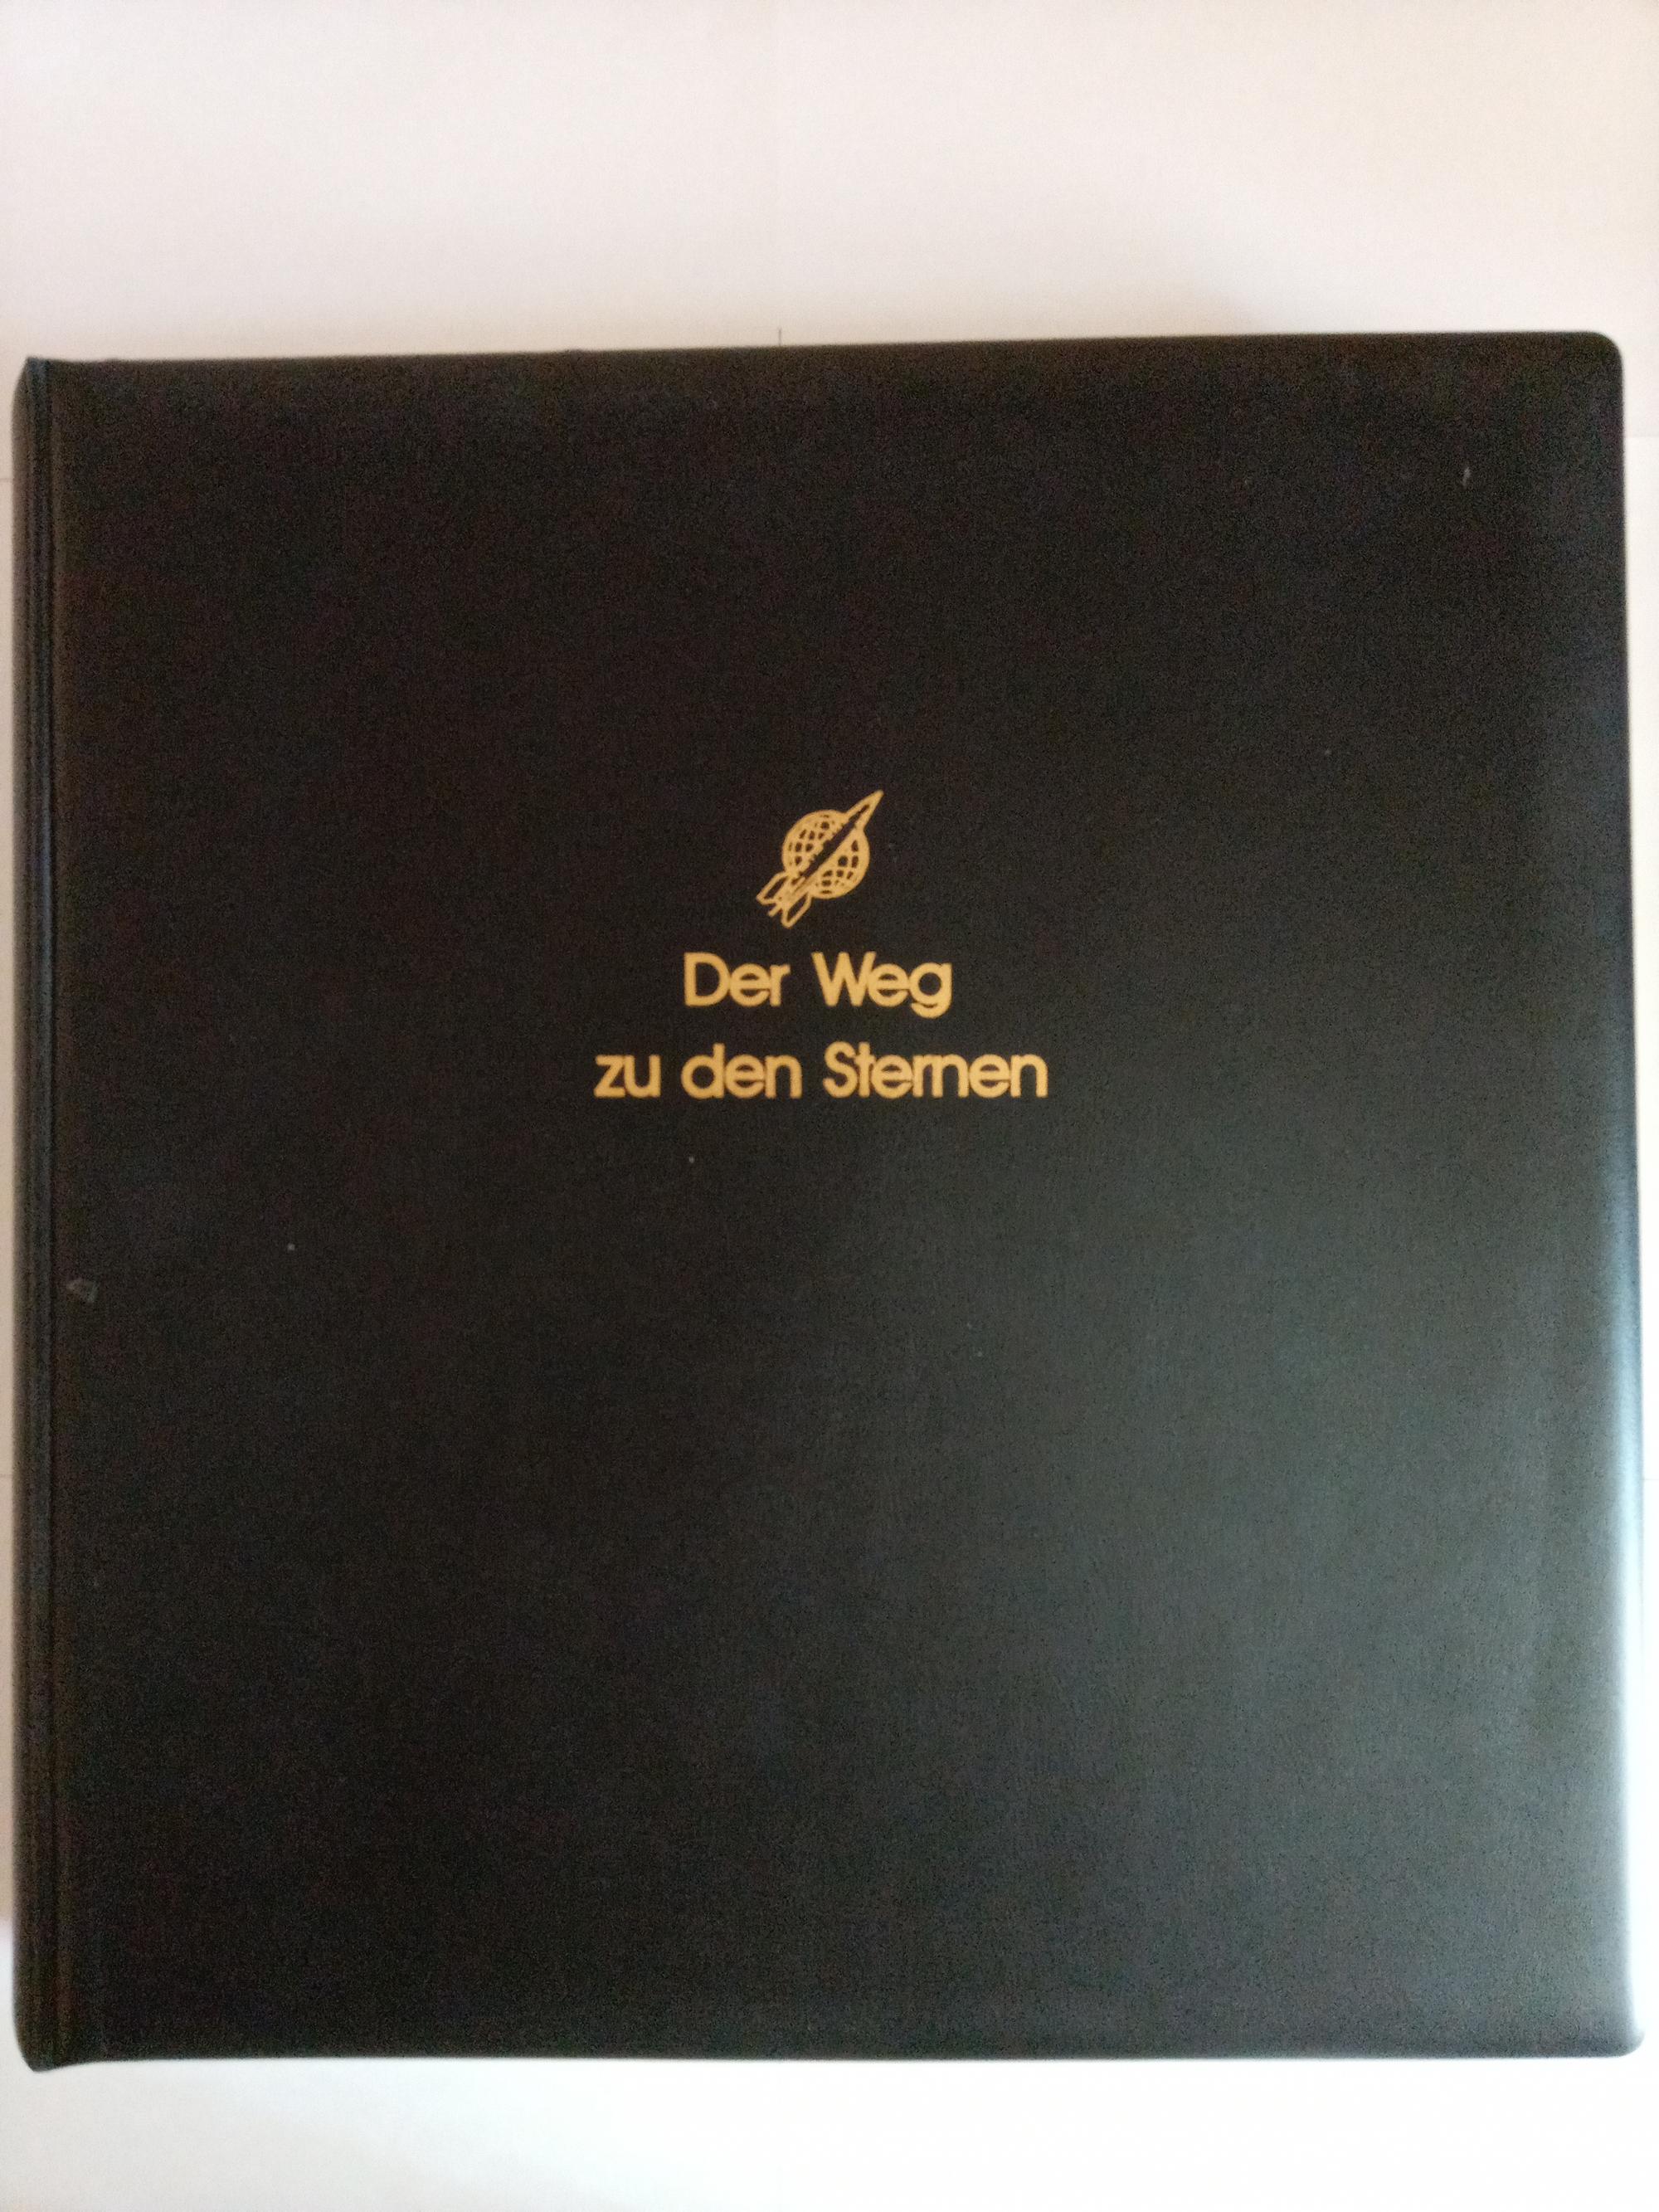 Der Weg
zu den Sternen